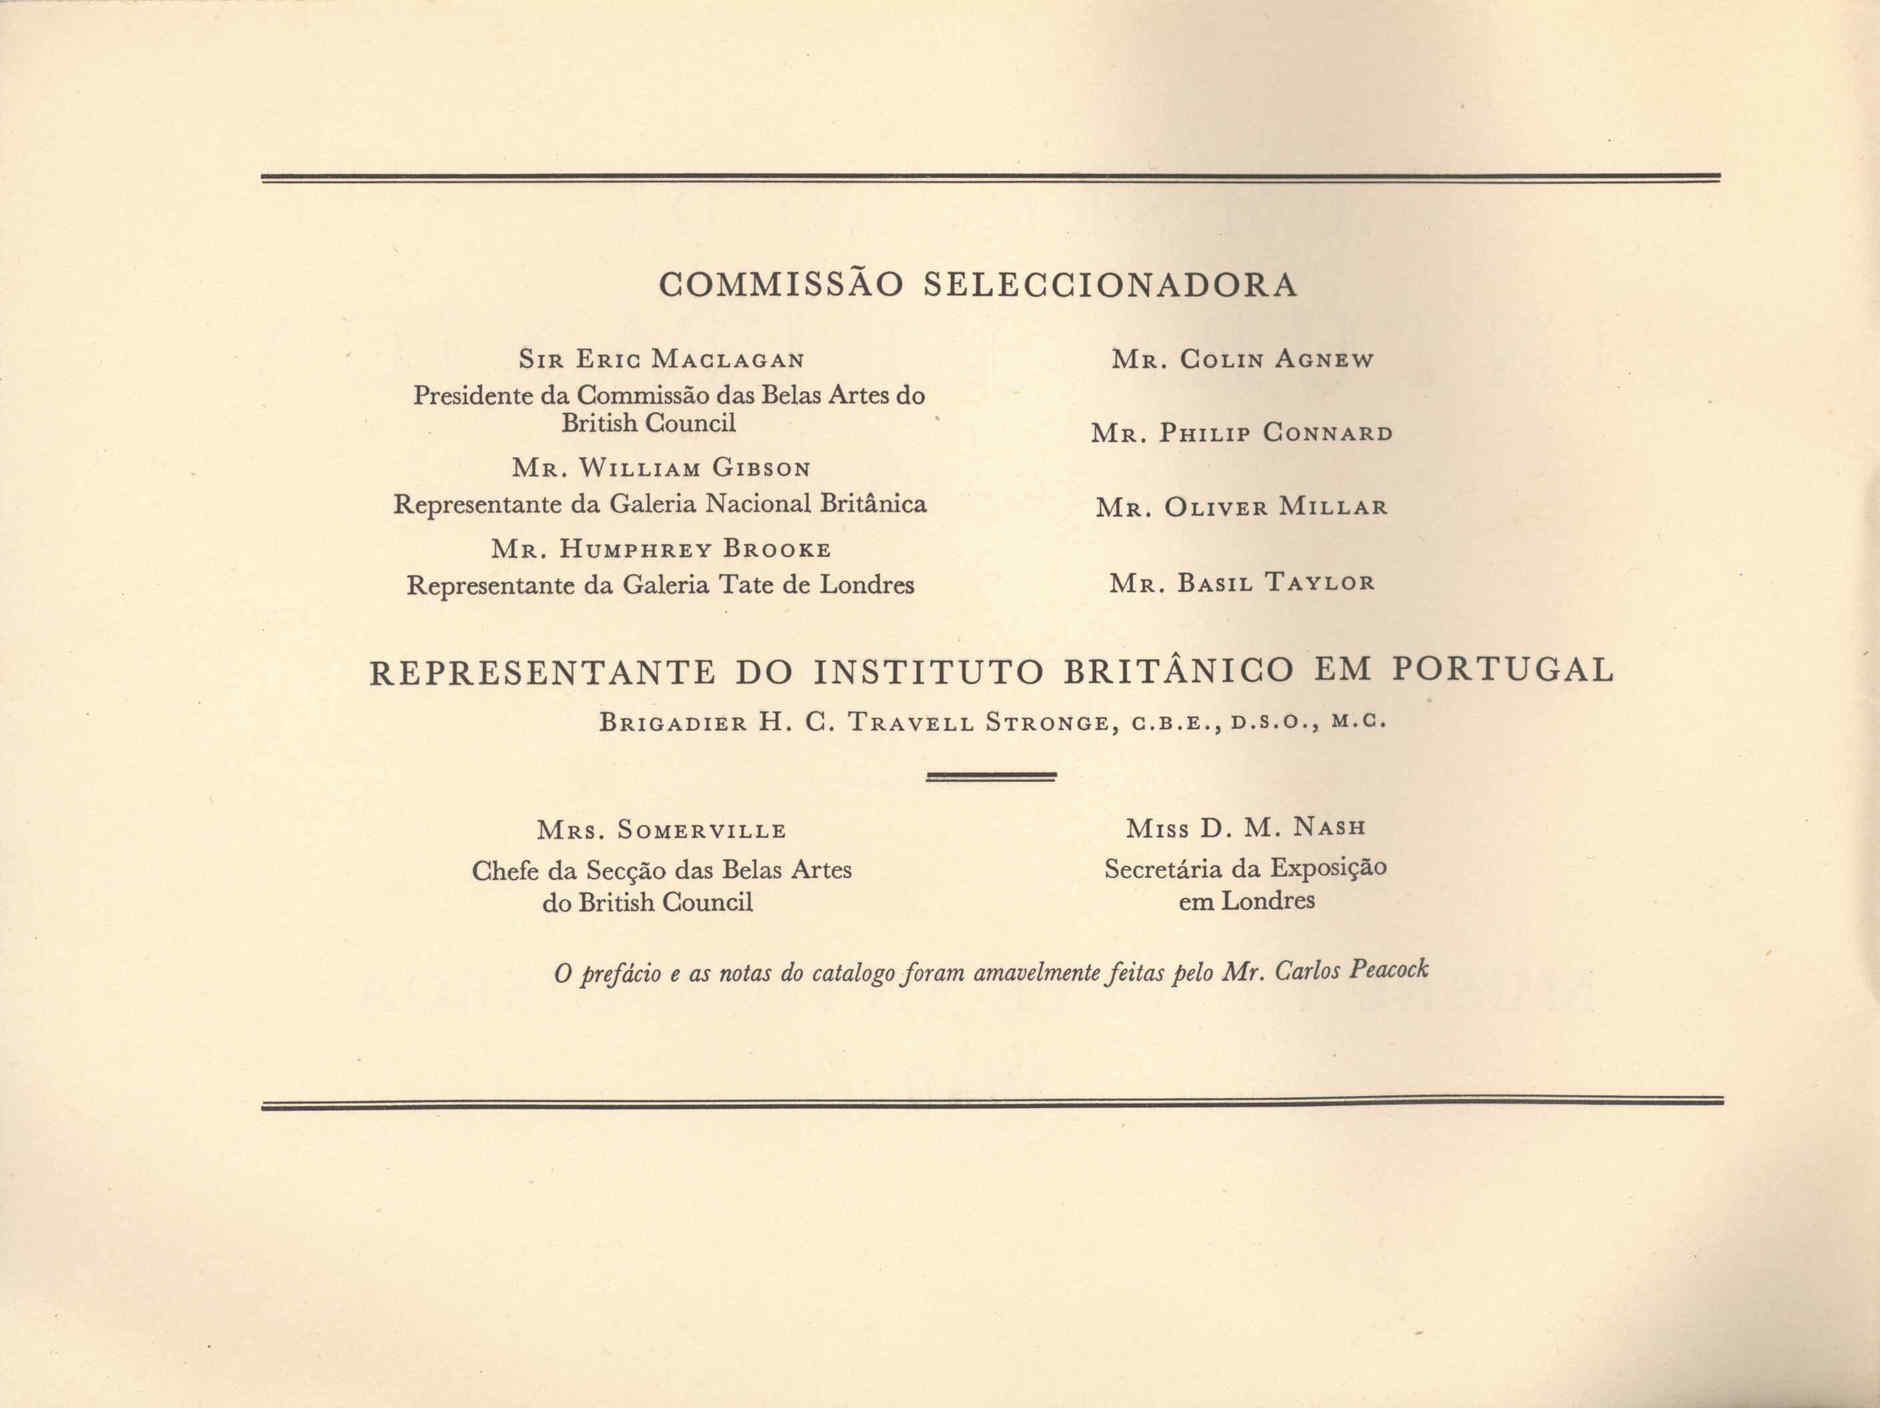 COMMISSÃO SELECCIONADORA
SIR ERIC MACLAGAN
Presidente da Commissão das Belas Artes do
British Council
MR. WILLIAM GIBSON
Representante da Galeria Nacional Britânica
MR. HUMPHREY BROOKE
Representante da Galeria Tate de Londres
MR. COLIN AGNEW
MR. PHILIP CONNARD
MR. OLIVER MILLAR
MR. BASIL TAYLOR
REPRESENTANTE DO INSTITUTO BRITÂNICO EM PORTUGAL
BRIGADIER H. C. TRAVELL STRONGE, C.B.E., D.S.O., M.C.
MRS. SOMERVILLE
Chefe da Secção das Belas Artes
do British Council
MISS D. M. NASH
Secretária da Exposição
em Londres
O prefácio e as notas do catalogo foram amavelmente feitas pelo Mr. Carlos Peacock